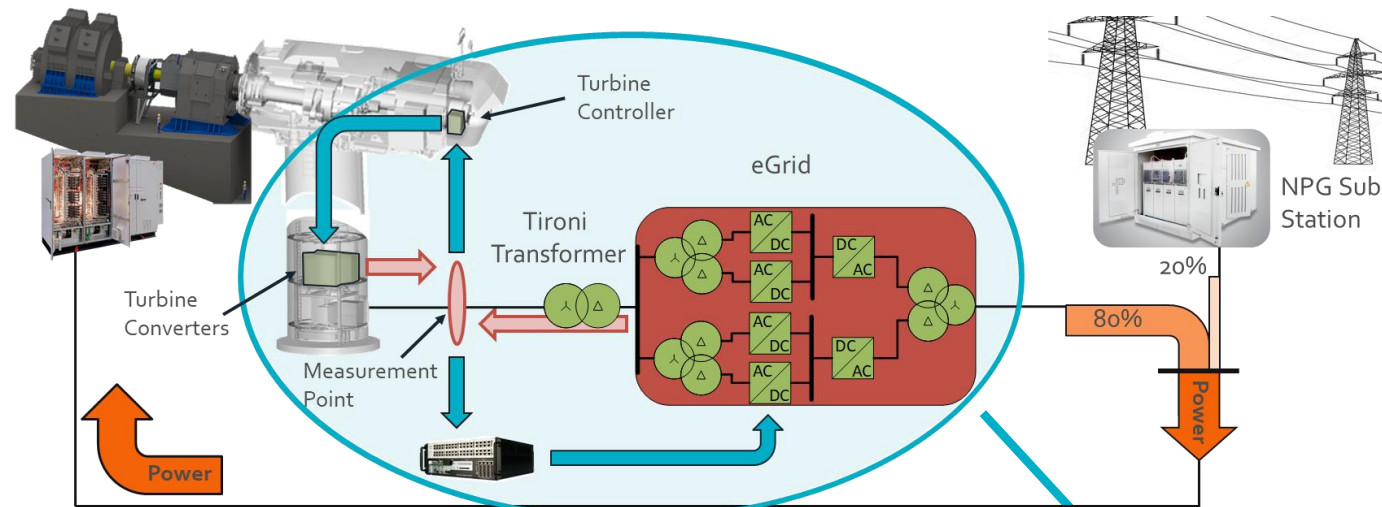 Turbine
Controller
eGrid
NPG Sub
Station
Tironi
Transformer
AC
DC
AC
DC
DC
AC
20%
Turbine
Converters
80%
AC
DC
AC
DC
DC
AC
Measurement
Point
Power
Power